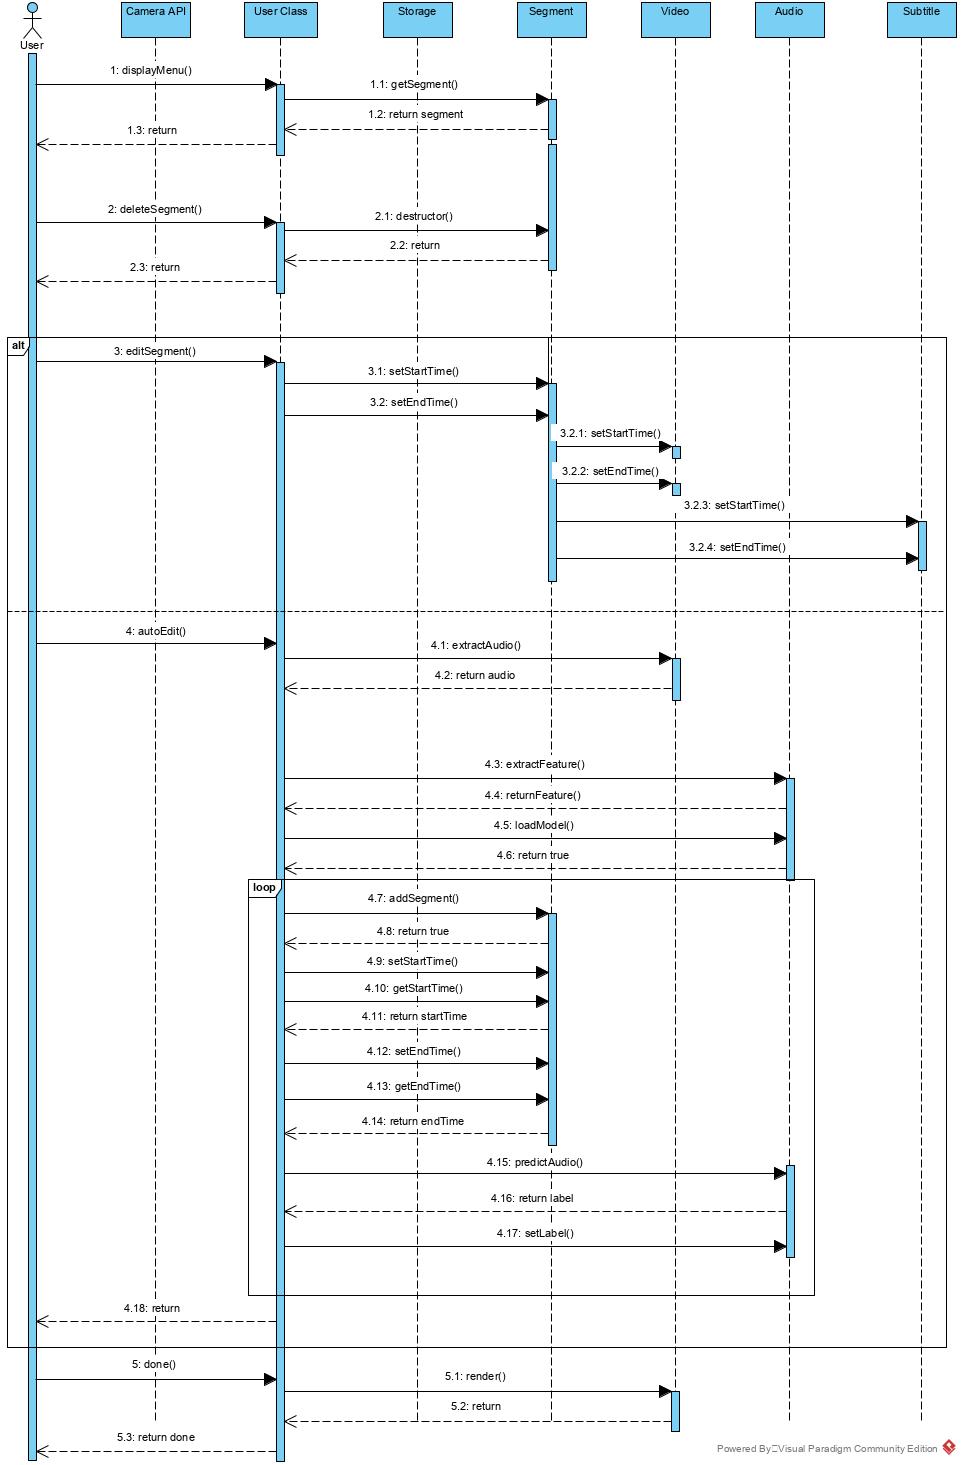 Camera API
User Class
Storage
Segment
Video
Audio
Subtitle
User
1: displayMenu()
1.1: getSegment()
1.2: return segment
1.3: return
2: deleteSegment()
2.1: destructor()
2.2: return
2.3: return
alt
3: editSegment()
3.1: setStartTime()
3.2: setEndTime()
3.2.1: setStartTime()
3.2.2: setEndTime()
3.2.3: setStartTime()
3.2.4: setEndTime()
4: autoEdit()
4.1: extractAudio()
4.2: return audio
4.3: extractFeature()
4.4: returnFeature()
4.5: loadModel()
4.6: return true
loop
4.7: addSegment()
4.8: return true
4.9: setStartTime()
4.10: getStartTime()
4.11: return startTime
4.12: setEndTime()
4.13: getEndTime()
4.14: return endTime
4.15: predictAudio()
4.16: return label
4.17: setLabel()
4.18: return
5: done()
5.1: render()
5.2: return
5.3: return done
Powered By Visual Paradigm Community Edition